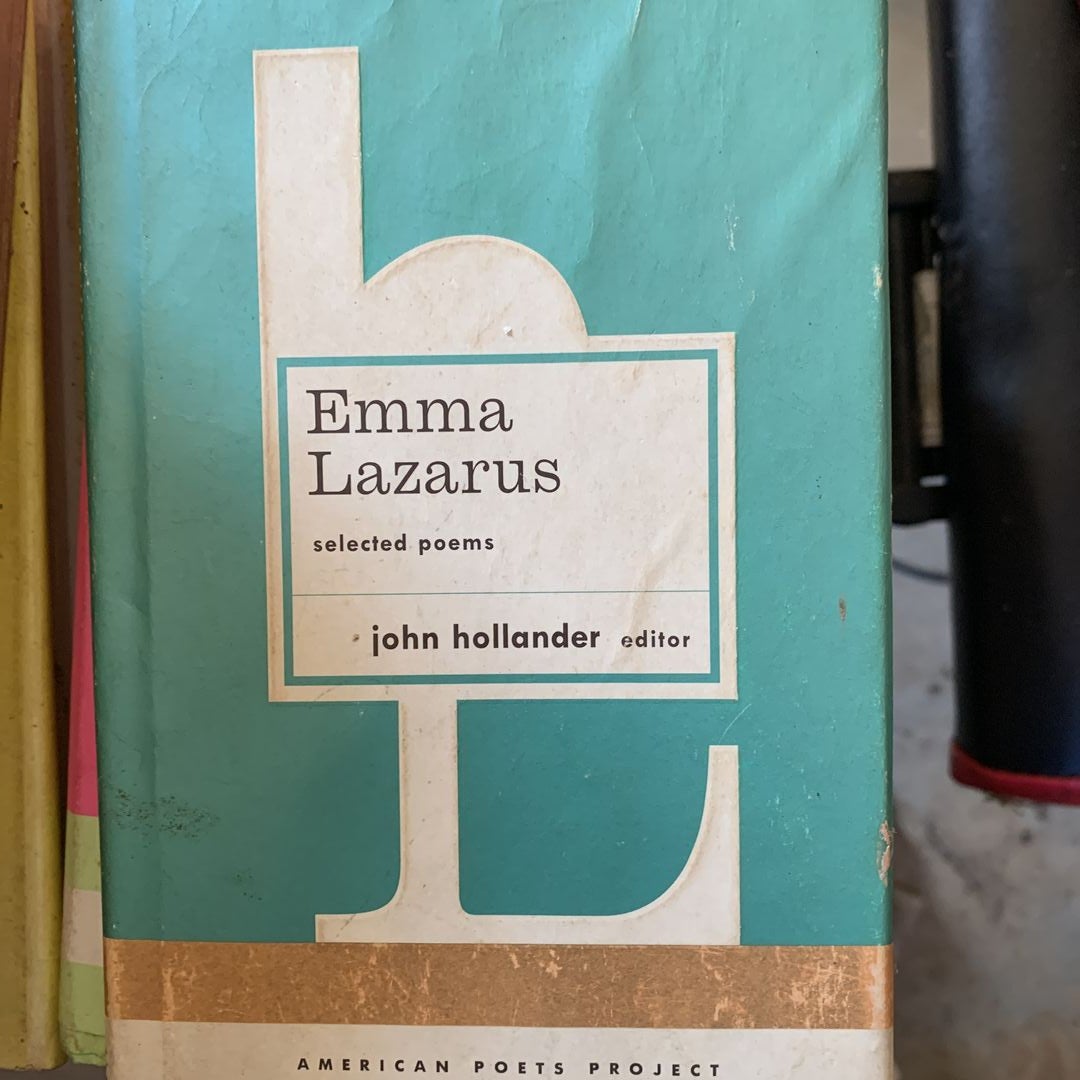 Emma
Lazarus
selected poems
john hollander editor
AMERICAN POETS PROJECT